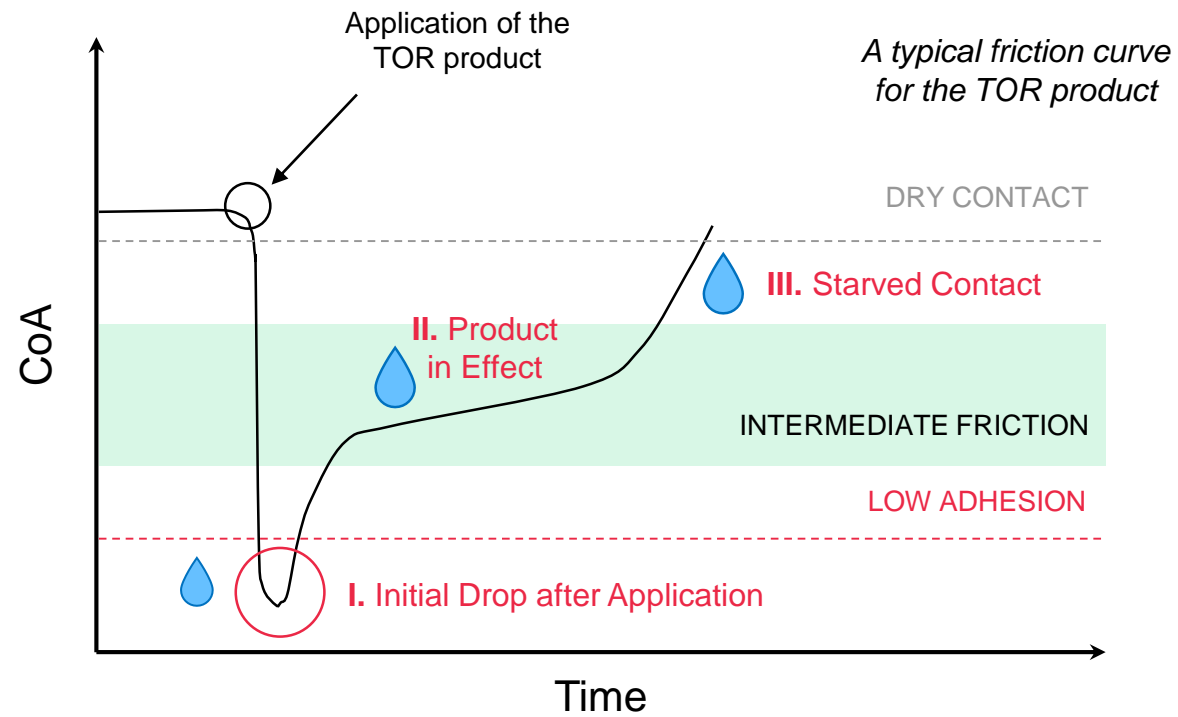 Application of the
TOR product
A typical friction curve
for the TOR product
DRY CONTACT
III. Starved Contact
II. Product
in Effect
CoA
INTERMEDIATE FRICTION
LOW ADHESION
I. Initial Drop after Application
Time